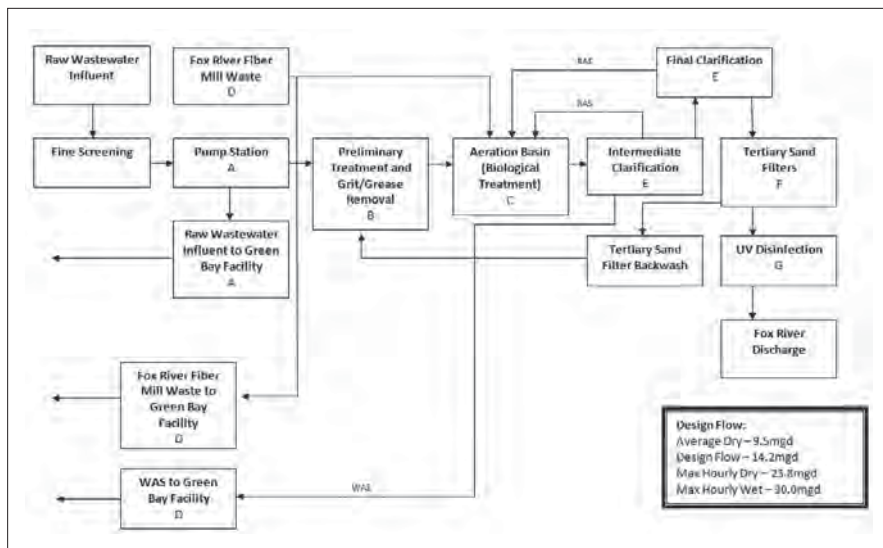 Raw Wastewater
Influent
Fox River Fiber
Mill Waste
D
RAS
Final Clarification
E
RAS
Fine Screening
Pump Station
A
Preliminary
Treatment and
Grit/Grease
Removal
B
Aeration Basin
(Biological
Treatment)
C
Intermediate
Clarification
E
Tertiary Sand
Filters
F
Raw Wastewater
Influent to Green
Bay Facility
A
Tertiary Sand
Filter Backwash
UV Disinfection
G
Fox River
Discharge
Fox River Fiber
Mill Waste to
Green Bay
Facility
D
WAS to Green
Bay Facility
D
WAS
Design Flow:
Average Dry – 9.5mgd
Design Flow – 14.2mgd
Max Hourly Dry – 23.8mgd
Max Hourly Wet – 30.0mgd